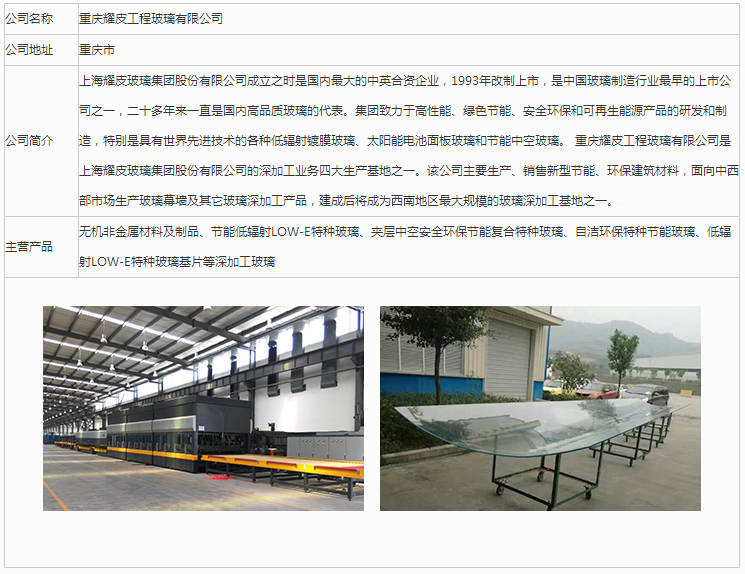 公司名称
重庆耀皮工程玻璃有限公司
公司地址
重庆市
公司简介
上海耀皮玻璃集团股份有限公司成立之时是国内最大的中英合资企业，1993年改制上市，是中国玻璃制造行业最早的上市公
司之一，二十多年来一直是国内高品质玻璃的代表。集团致力于高性能、绿色节能、安全环保和可再生能源产品的研发和制
造，特别是具有世界先进技术的各种低辐射镀膜玻璃、太阳能电池面板玻璃和节能中空玻璃。 重庆耀皮工程玻璃有限公司是
上海耀皮玻璃集团股份有限公司的深加工业务四大生产基地之一。该公司主要生产、销售新型节能、环保建筑材料，面向中西
部市场生产玻璃幕墙及其它玻璃深加工产品，建成后将成为西南地区最大规模的玻璃深加工基地之一。
主营产品
无机非金属材料及制品、节能低辐射LOW-E特种玻璃、夹层中空安全环保节能复合特种玻璃、自洁环保特种节能玻璃、低辐
射LOW-E特种玻璃基片等深加工玻璃